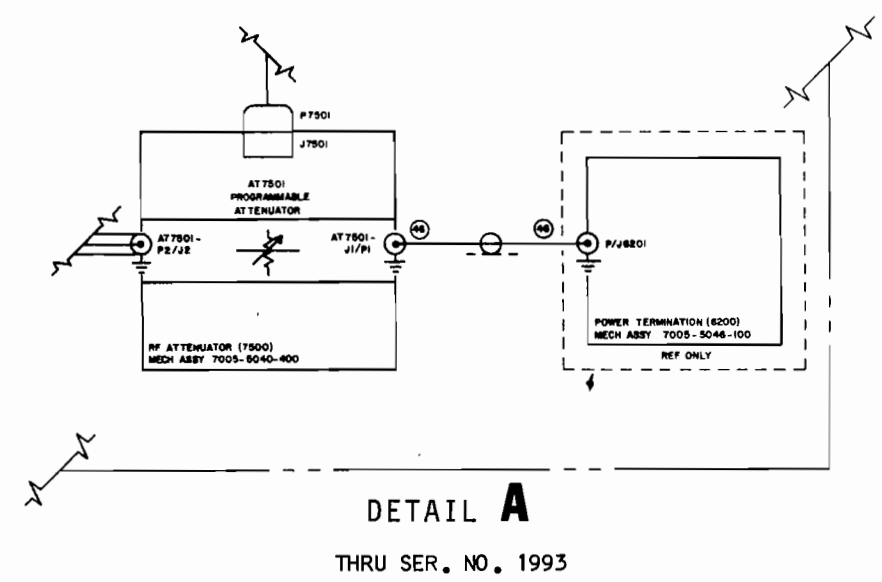 P7501
J7501
AT7501
PROGRAMMABLE
ATTENUATOR
AT7501-
P2/J2
AT7501-
J1/P1
46
46
P/J6201
RF ATTENUATOR (7500)
MECH ASSY 7005-5040-400
POWER TERMINATION (6200)
MECH ASSY 7005-5046-100
REF ONLY
DETAIL A
THRU SER. NO. 1993